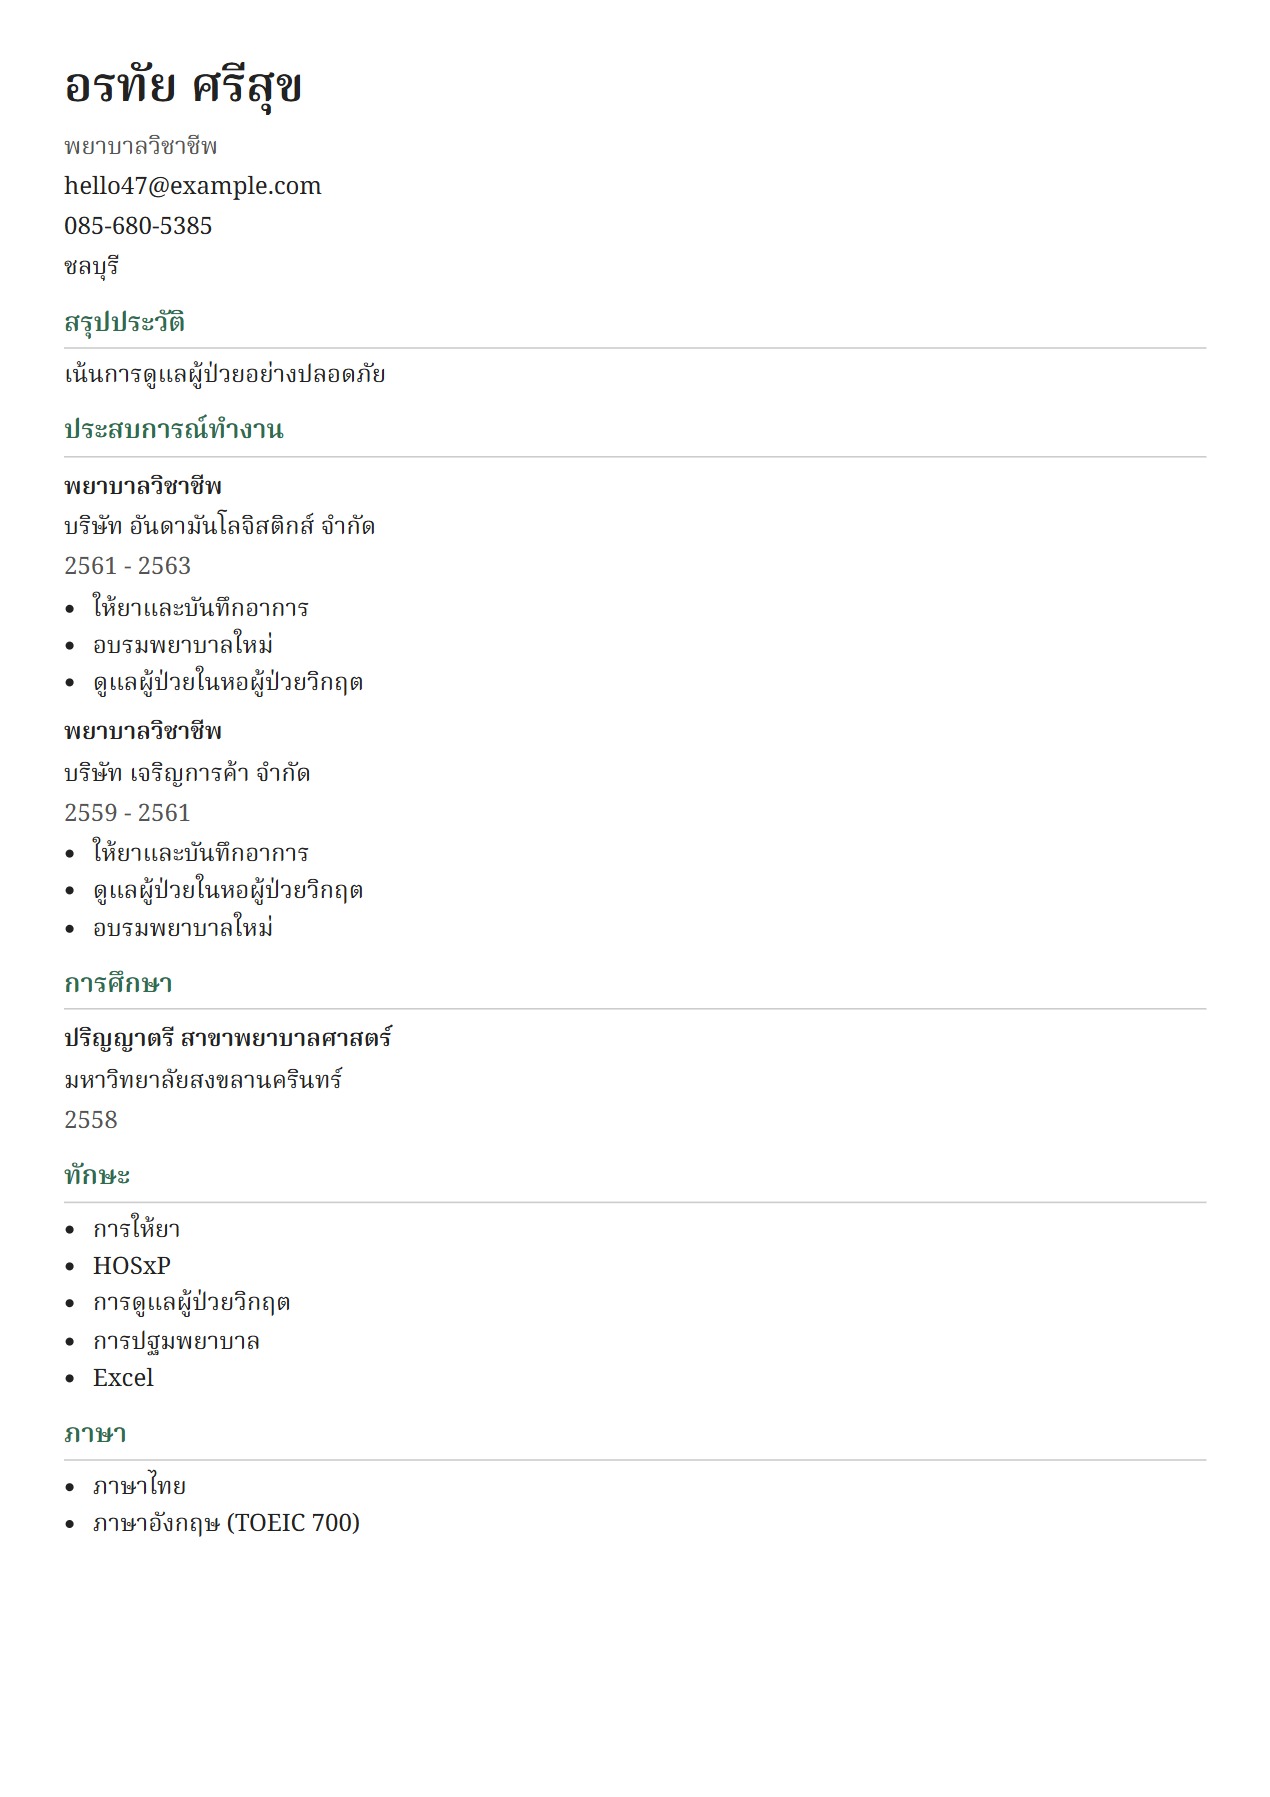 อรทัย ศรีสุข
พยาบาลวิชาชีพ
hello47@example.com
085-680-5385
ชลบุรี
สรุปประวัติ
เน้นการดูแลผู้ป่วยอย่างปลอดภัย
ประสบการณ์ทำงาน
พยาบาลวิชาชีพ
บริษัท อันดามันโลจิสติกส์ จำกัด
2561 - 2563
• ให้ยาและบันทึกอาการ
• อบรมพยาบาลใหม่
• ดูแลผู้ป่วยในหอผู้ป่วยวิกฤต
พยาบาลวิชาชีพ
บริษัท เจริญการค้า จำกัด
2559 - 2561
• ให้ยาและบันทึกอาการ
• ดูแลผู้ป่วยในหอผู้ป่วยวิกฤต
• อบรมพยาบาลใหม่
การศึกษา
ปริญญาตรี สาขาพยาบาลศาสตร์
มหาวิทยาลัยสงขลานครินทร์
2558
ทักษะ
• การให้ยา
• HOSxP
• การดูแลผู้ป่วยวิกฤต
• การปฐมพยาบาล
• Excel
ภาษา
• ภาษาไทย
• ภาษาอังกฤษ (TOEIC 700)